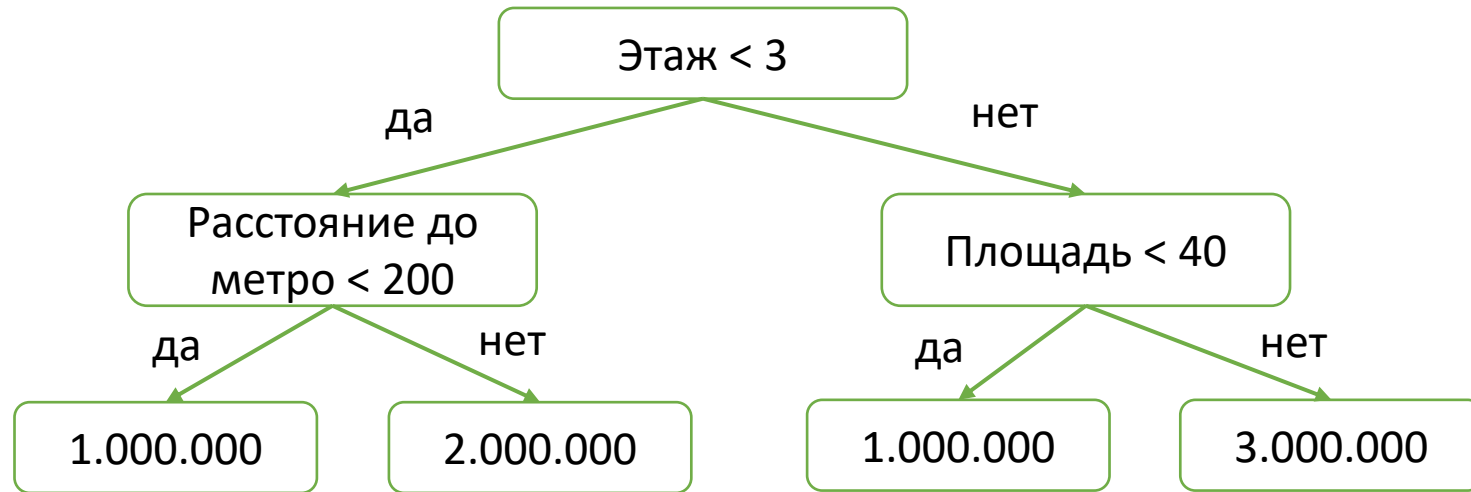 Этаж < 3
да
нет
Расстояние до
метро < 200
Площадь < 40
да
нет
да
нет
1.000.000
2.000.000
1.000.000
3.000.000